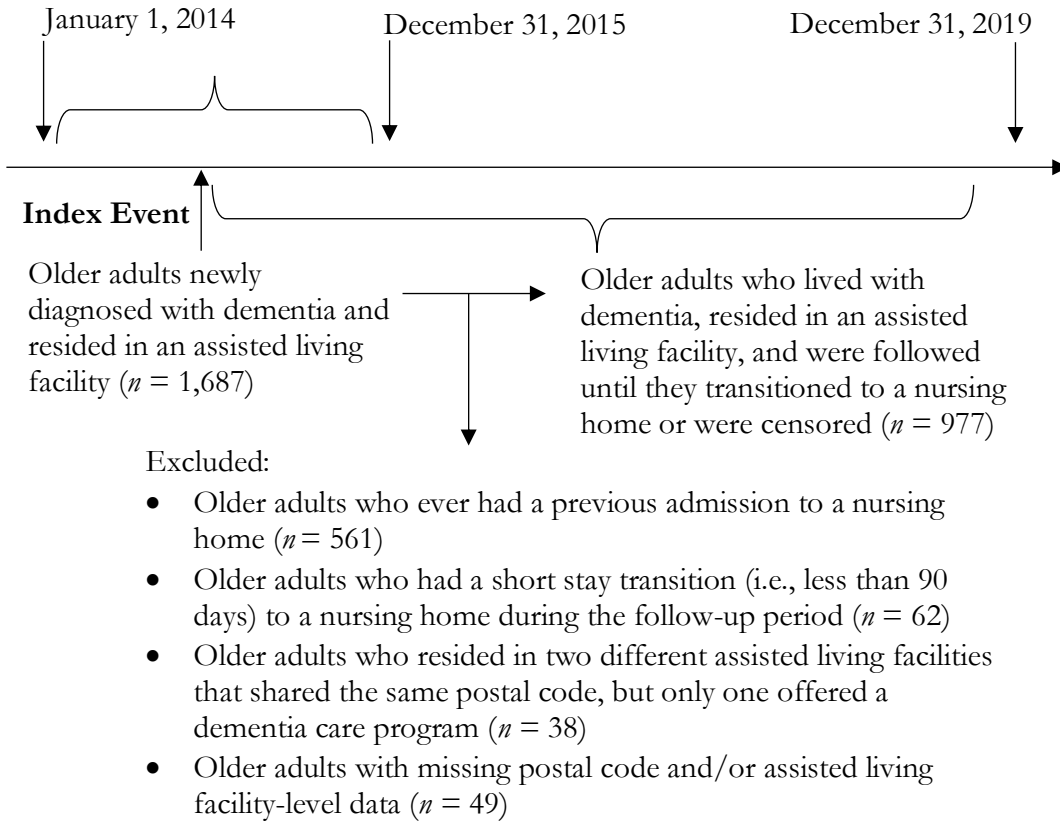 January 1, 2014
December 31, 2015
December 31, 2019
Index Event
Older adults newly
diagnosed with dementia and
resided in an assisted living
facility (n = 1,687)
Older adults who lived with
dementia, resided in an assisted
living facility, and were followed
until they transitioned to a nursing
home or were censored (n = 977)
Excluded:
• Older adults who ever had a previous admission to a nursing
home (n = 561)
• Older adults who had a short stay transition (i.e., less than 90
days) to a nursing home during the follow-up period (n = 62)
• Older adults who resided in two different assisted living facilities
that shared the same postal code, but only one offered a
dementia care program (n = 38)
• Older adults with missing postal code and/or assisted living
facility-level data (n = 49)